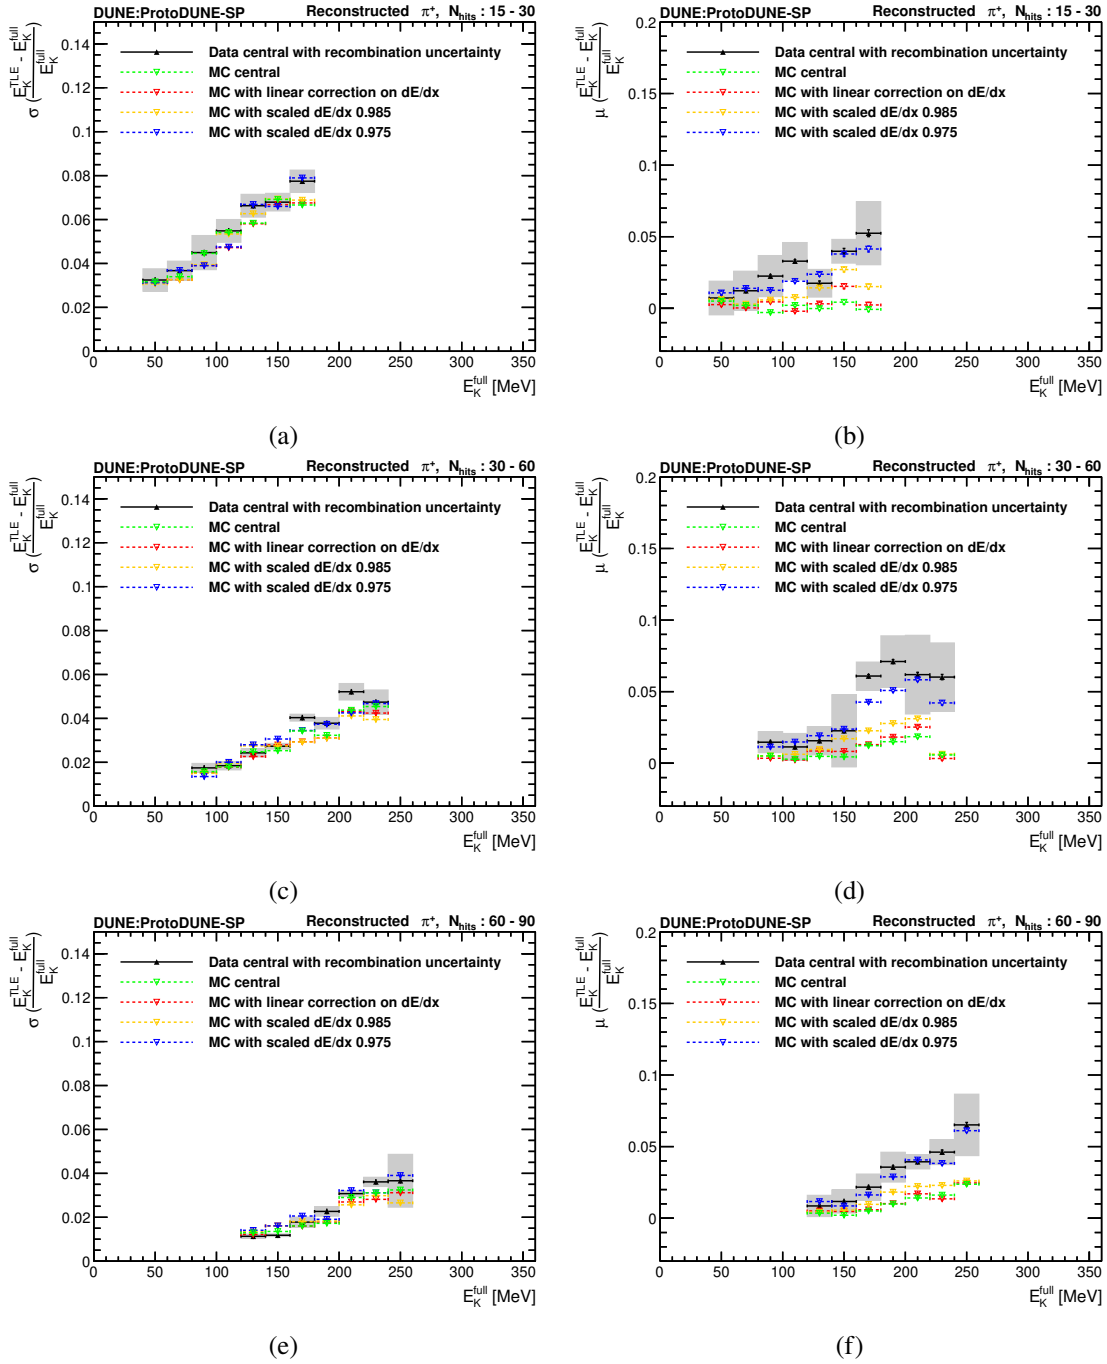 DUNE:ProtoDUNE-SP Reconstructed π⁺, N_hits : 15 - 30
σ ( E_K^TLE - E_K^full / E_K^full )
Data central with recombination uncertainty
MC central
MC with linear correction on dE/dx
MC with scaled dE/dx 0.985
MC with scaled dE/dx 0.975
0.14
0.12
0.1
0.08
0.06
0.04
0.02
0
0 50 100 150 200 250 300 350
E_K^full [MeV]
(a)
DUNE:ProtoDUNE-SP Reconstructed π⁺, N_hits : 15 - 30
μ ( E_K^TLE - E_K^full / E_K^full )
Data central with recombination uncertainty
MC central
MC with linear correction on dE/dx
MC with scaled dE/dx 0.985
MC with scaled dE/dx 0.975
0.2
0.15
0.1
0.05
0
0 50 100 150 200 250 300 350
E_K^full [MeV]
(b)
DUNE:ProtoDUNE-SP Reconstructed π⁺, N_hits : 30 - 60
σ ( E_K^TLE - E_K^full / E_K^full )
Data central with recombination uncertainty
MC central
MC with linear correction on dE/dx
MC with scaled dE/dx 0.985
MC with scaled dE/dx 0.975
0.14
0.12
0.1
0.08
0.06
0.04
0.02
0
0 50 100 150 200 250 300 350
E_K^full [MeV]
(c)
DUNE:ProtoDUNE-SP Reconstructed π⁺, N_hits : 30 - 60
μ ( E_K^TLE - E_K^full / E_K^full )
Data central with recombination uncertainty
MC central
MC with linear correction on dE/dx
MC with scaled dE/dx 0.985
MC with scaled dE/dx 0.975
0.2
0.15
0.1
0.05
0
0 50 100 150 200 250 300 350
E_K^full [MeV]
(d)
DUNE:ProtoDUNE-SP Reconstructed π⁺, N_hits : 60 - 90
σ ( E_K^TLE - E_K^full / E_K^full )
Data central with recombination uncertainty
MC central
MC with linear correction on dE/dx
MC with scaled dE/dx 0.985
MC with scaled dE/dx 0.975
0.14
0.12
0.1
0.08
0.06
0.04
0.02
0
0 50 100 150 200 250 300 350
E_K^full [MeV]
(e)
DUNE:ProtoDUNE-SP Reconstructed π⁺, N_hits : 60 - 90
μ ( E_K^TLE - E_K^full / E_K^full )
Data central with recombination uncertainty
MC central
MC with linear correction on dE/dx
MC with scaled dE/dx 0.985
MC with scaled dE/dx 0.975
0.2
0.15
0.1
0.05
0
0 50 100 150 200 250 300 350
E_K^full [MeV]
(f)